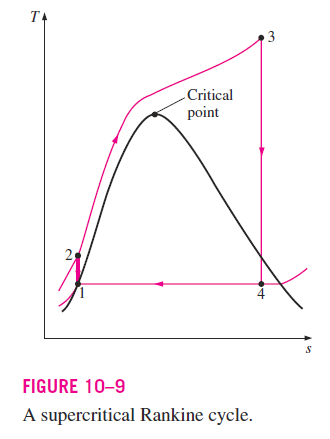 T
3
Critical
point
2
1
4
s
FIGURE 10–9
A supercritical Rankine cycle.